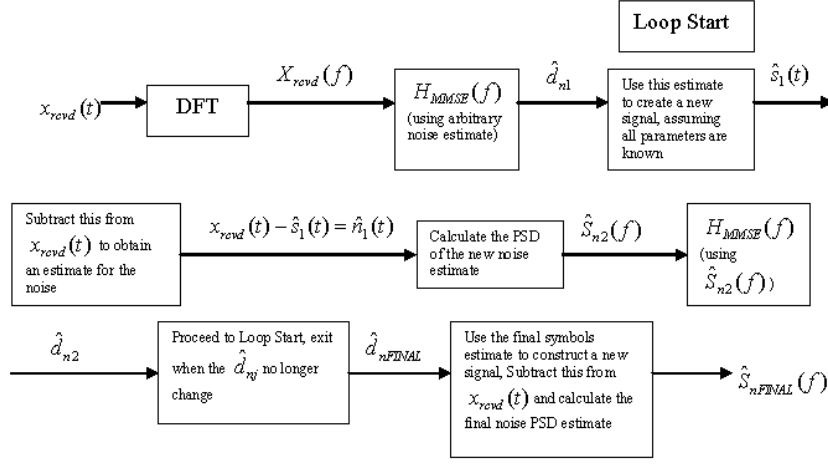 Loop Start
x_rcvd(t)
DFT
X_rcvd(f)
H_MMSE(f)
(using arbitrary
noise estimate)
d̂_n1
Use this estimate
to create a new
signal, assuming
all parameters are
known
ŝ_1(t)
Subtract this from
x_rcvd(t) to obtain
an estimate for the
noise
x_rcvd(t) − ŝ_1(t) = n̂_1(t)
Calculate the PSD
of the new noise
estimate
Ŝ_n2(f)
H_MMSE(f)
(using
Ŝ_n2(f))
d̂_n2
Proceed to Loop Start, exit
when the d̂_nj no longer
change
d̂_nFINAL
Use the final symbols
estimate to construct a new
signal, Subtract this from
x_rcvd(t) and calculate the
final noise PSD estimate
Ŝ_nFINAL(f)